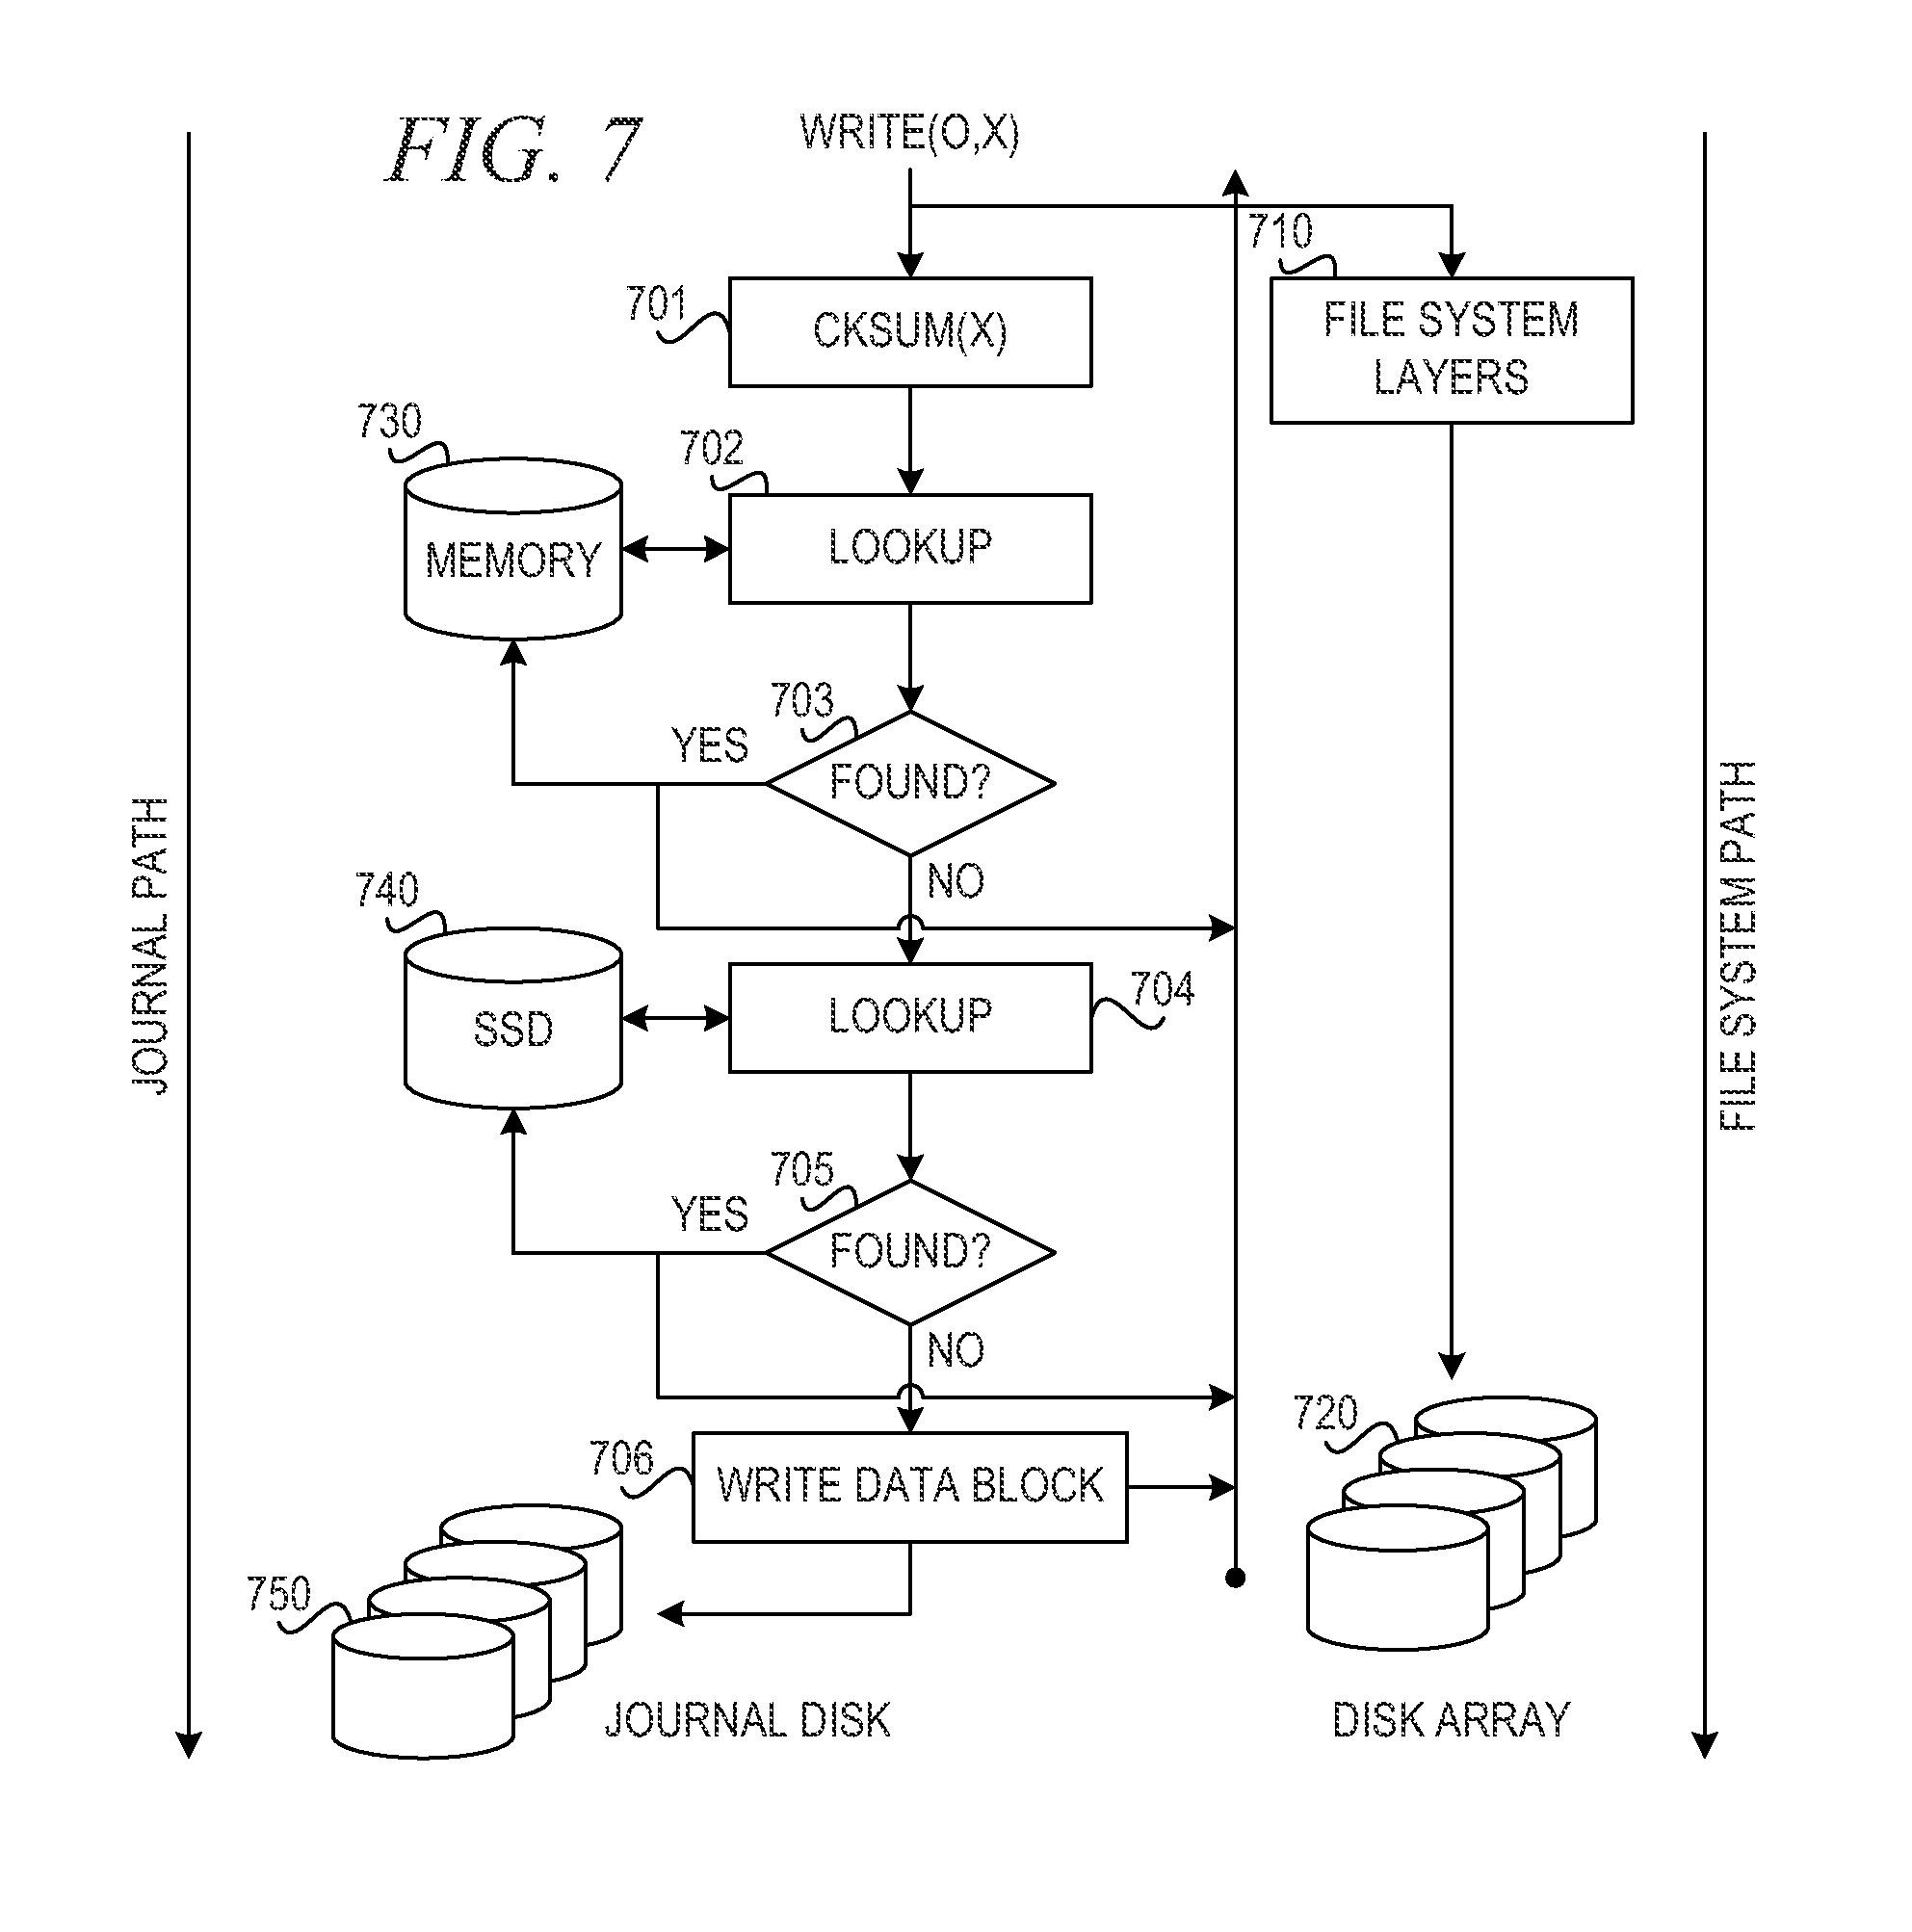 FIG. 7
WRITE(O,X)
710
701
CKSUM(X)
FILE SYSTEM
LAYERS
730
702
MEMORY
LOOKUP
703
YES
FOUND?
NO
JOURNAL PATH
FILE SYSTEM PATH
740
704
SSD
LOOKUP
705
YES
FOUND?
NO
720
706
WRITE DATA BLOCK
750
JOURNAL DISK
DISK ARRAY